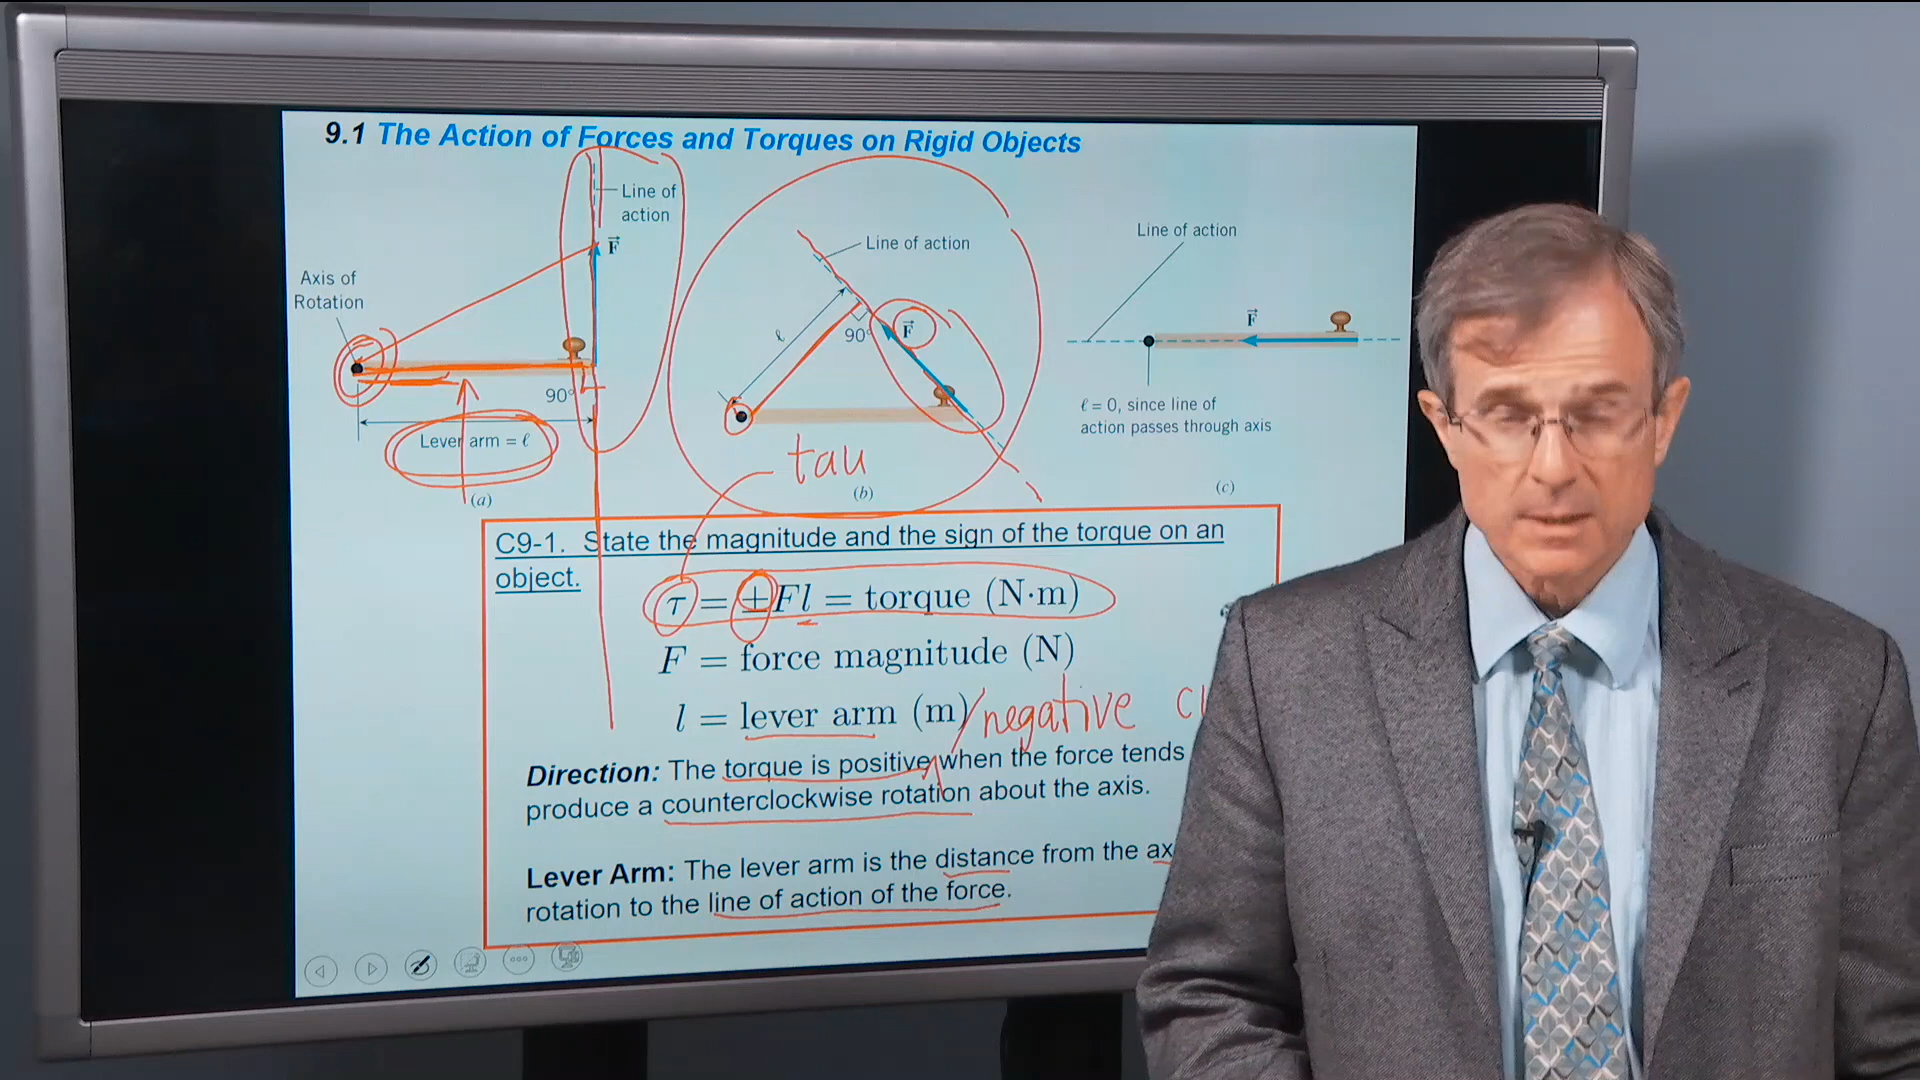 9.1 The Action of Forces and Torques on Rigid Objects
Line of
action
F
Axis of
Rotation
90°
Lever arm = ℓ
(a)
Line of action
ℓ
90°
F
tau
(b)
Line of action
F
ℓ = 0, since line of
action passes through axis
(c)
C9-1. State the magnitude and the sign of the torque on an
object.
τ = ±Fl = torque (N·m)
F = force magnitude (N)
l = lever arm (m)
/negative
Direction: The torque is positive when the force tends
produce a counterclockwise rotation about the axis.
Lever Arm: The lever arm is the distance from the
rotation to the line of action of the force.